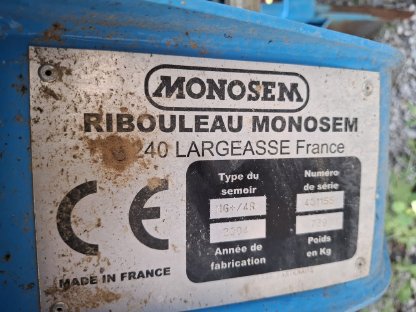 MONOSEM
RIBOULEAU MONOSEM
40 LARGEASSE France
Type du semoir
Numéro de série
Année de fabrication
Poids en Kg
CE
MADE IN FRANCE